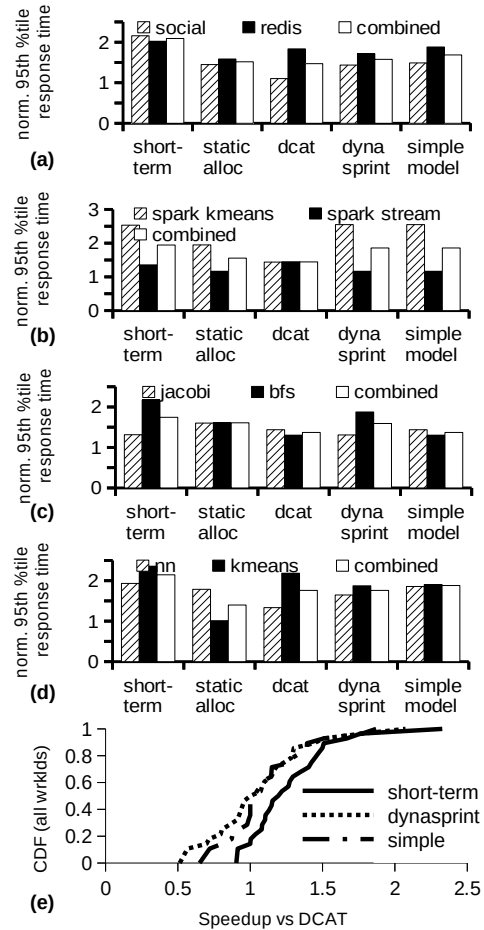 norm. 95th %tile
response time
social redis combined
2
1
0
short-
term
static
alloc
dcat
dyna
sprint
simple
model
(a)
norm. 95th %tile
response time
3
spark kmeans spark stream
combined
2
1
0
short-
term
static
alloc
dcat
dyna
sprint
simple
model
(b)
norm. 95th %tile
response time
jacobi bfs combined
2
1
0
short-
term
static
alloc
dcat
dyna
sprint
simple
model
(c)
norm. 95th %tile
response time
nn kmeans combined
2
1
0
short-
term
static
alloc
dcat
dyna
sprint
simple
model
(d)
CDF (all wrklds)
1
0.8
0.6
0.4
0.2
0
short-term
dynasprint
simple
0 0.5 1 1.5 2 2.5
Speedup vs DCAT
(e)